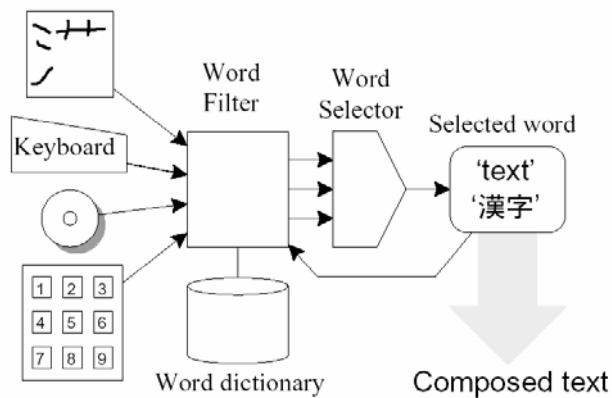 Word
Filter
Word
Selector
Selected word
Keyboard
'text'
'漢字'
1 2 3
4 5 6
7 8 9
Word dictionary
Composed text